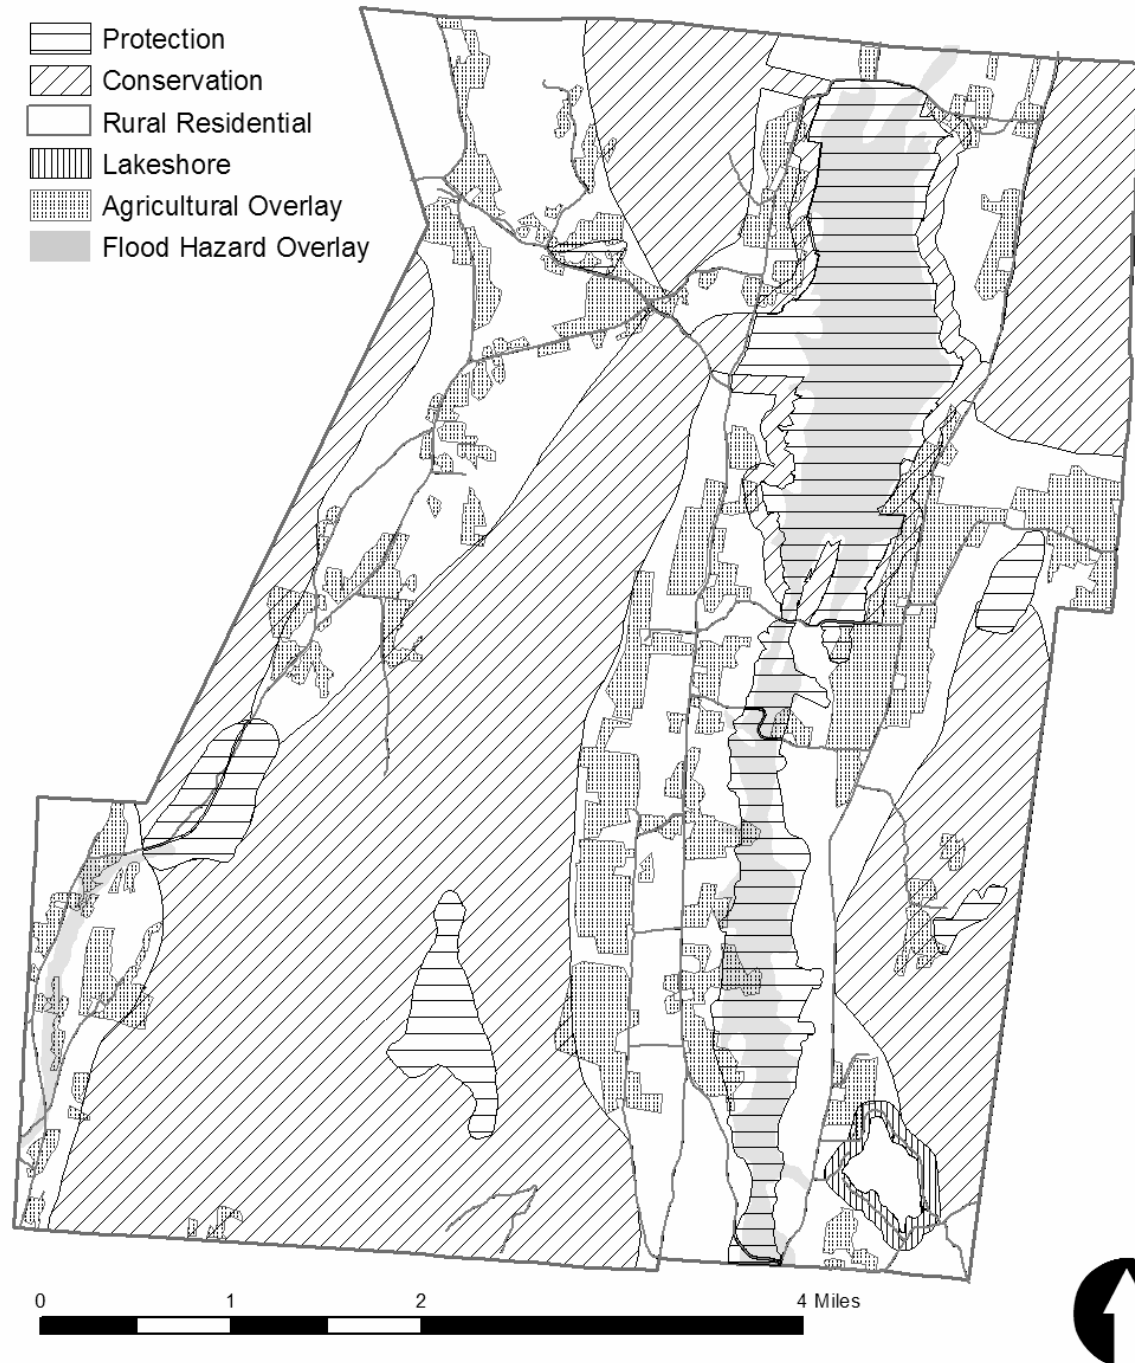 Protection
Conservation
Rural Residential
Lakeshore
Agricultural Overlay
Flood Hazard Overlay
0 1 2 4 Miles